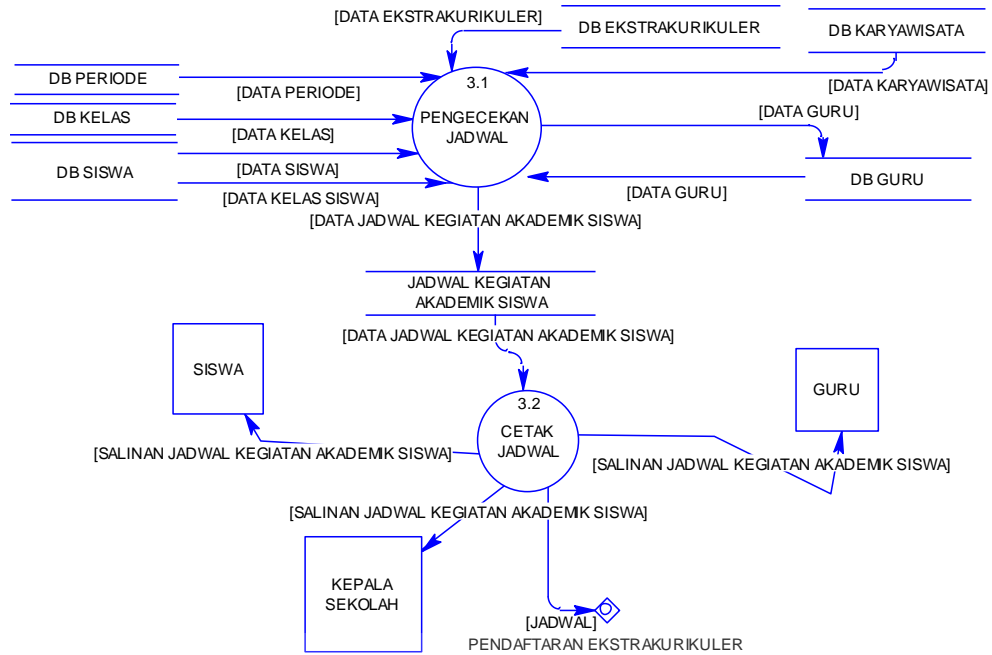 [DATA EKSTRAKURIKULER]
DB EKSTRAKURIKULER
DB KARYAWISATA
DB PERIODE
[DATA PERIODE]
3.1
PENGECEKAN
JADWAL
[DATA KARYAWISATA]
DB KELAS
[DATA KELAS]
[DATA GURU]
DB SISWA
[DATA SISWA]
[DATA KELAS SISWA]
[DATA GURU]
DB GURU
[DATA JADWAL KEGIATAN AKADEMIK SISWA]
JADWAL KEGIATAN
AKADEMIK SISWA
[DATA JADWAL KEGIATAN AKADEMIK SISWA]
SISWA
GURU
3.2
CETAK
JADWAL
[SALINAN JADWAL KEGIATAN AKADEMIK SISWA]
[SALINAN JADWAL KEGIATAN AKADEMIK SISWA]
[SALINAN JADWAL KEGIATAN AKADEMIK SISWA]
KEPALA
SEKOLAH
[JADWAL]
PENDAFTARAN EKSTRAKURIKULER